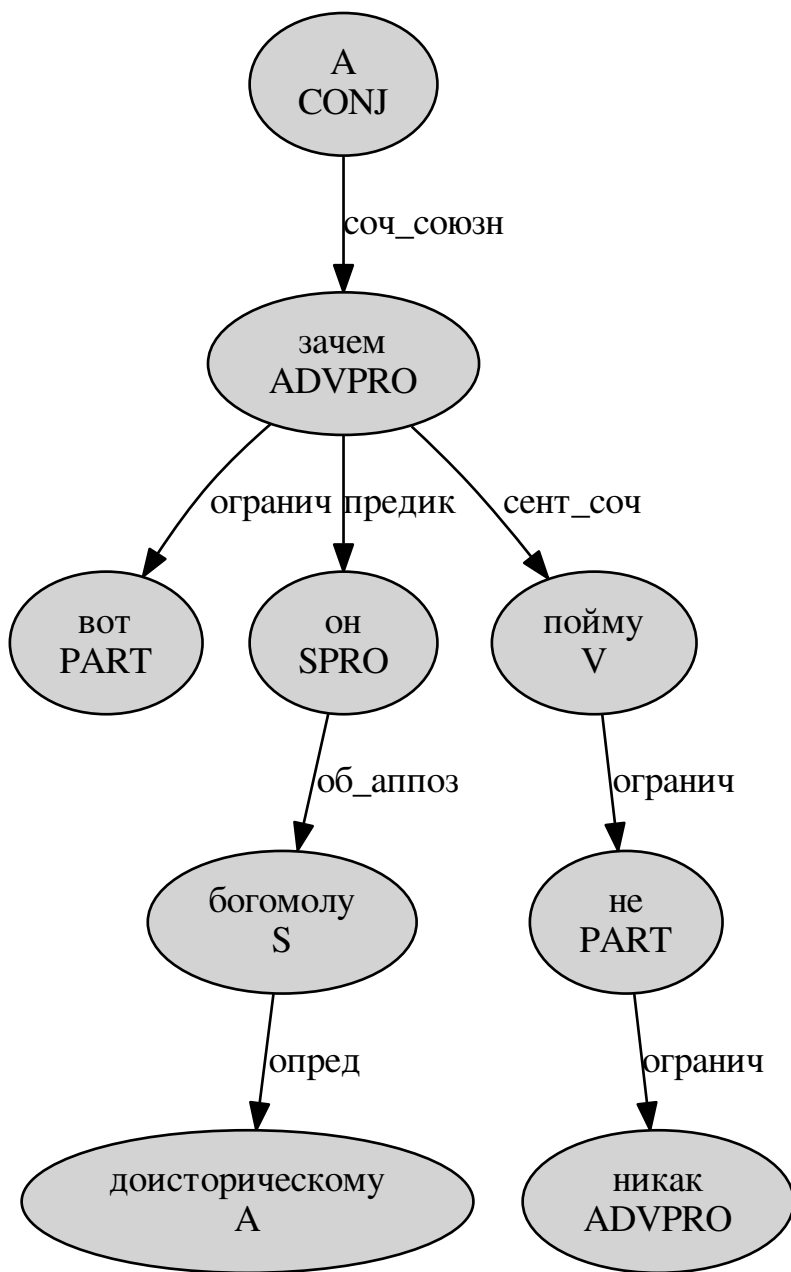 А
CONJ
соч_союзн
зачем
ADVPRO
огранич
предик
сент_соч
вот
PART
он
SPRO
пойму
V
об_аппоз
огранич
богомолу
S
не
PART
опред
огранич
доисторическому
A
никак
ADVPRO